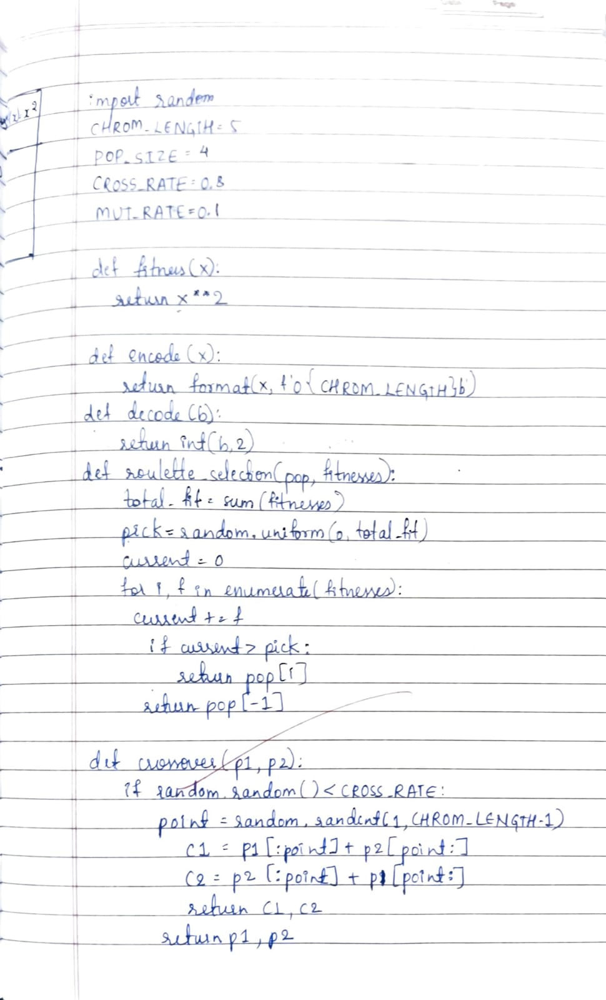 Date Page
x²
import random
CHROM_LENGTH = 5
POP_SIZE = 4
CROSS_RATE = 0.8
MUT_RATE = 0.1
def fitness(x):
return x**2
def encode(x):
return format(x, f'0{CHROM_LENGTH}b')
def decode(b):
return int(b,2)
def roulette_selection(pop, fitnesses):
total_fit = sum(fitnesses)
pick = random.uniform(0, total_fit)
current = 0
for i, f in enumerate(fitnesses):
current += f
if current > pick:
return pop[i]
return pop[-1]
def crossover(p1, p2):
if random.random() < CROSS_RATE:
point = random.randint(1, CHROM_LENGTH-1)
C1 = p1[:point] + p2[point:]
C2 = p2[:point] + p1[point:]
return C1, C2
return p1, p2